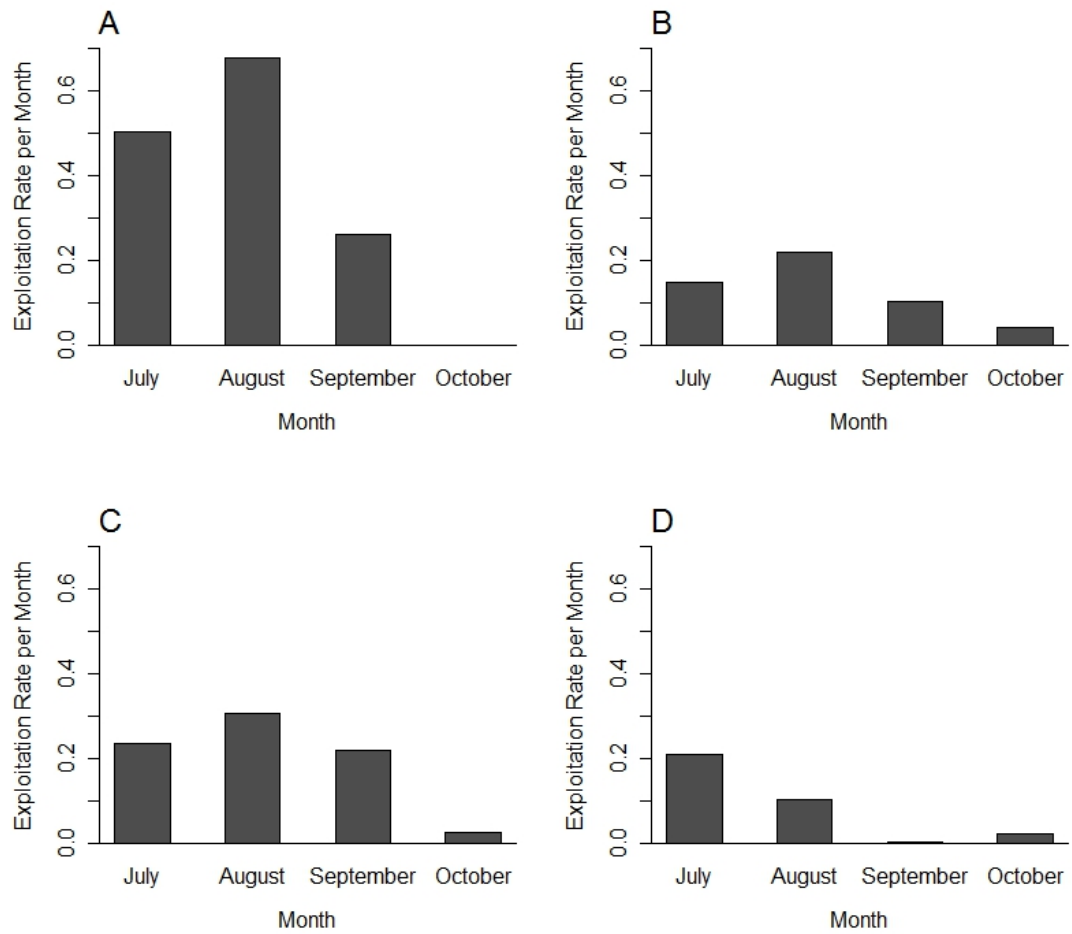 A
Exploitation Rate per Month
0.6
0.4
0.2
0.0
July August September October
Month
B
Exploitation Rate per Month
0.6
0.4
0.2
0.0
July August September October
Month
C
Exploitation Rate per Month
0.6
0.4
0.2
0.0
July August September October
Month
D
Exploitation Rate per Month
0.6
0.4
0.2
0.0
July August September October
Month